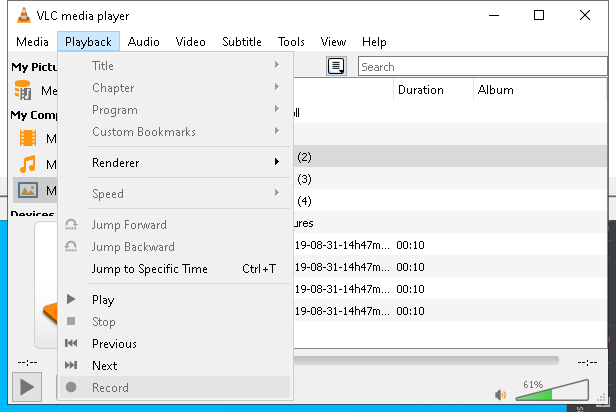 VLC media player
Media Playback Audio Video Subtitle Tools View Help
My Pictu
Title
Search
Me
Chapter
Duration Album
My Comp
Program
ll
M
Custom Bookmarks
M
Renderer
(2)
M
Speed
(3)
(4)
Devices
Jump Forward
ures
Jump Backward
19-08-31-14h47m... 00:10
Jump to Specific Time Ctrl+T
19-08-31-14h47m... 00:10
Play
19-08-31-14h47m... 00:10
Stop
19-08-31-14h47m... 00:10
Previous
Next
--:--
--:--
Record
61%